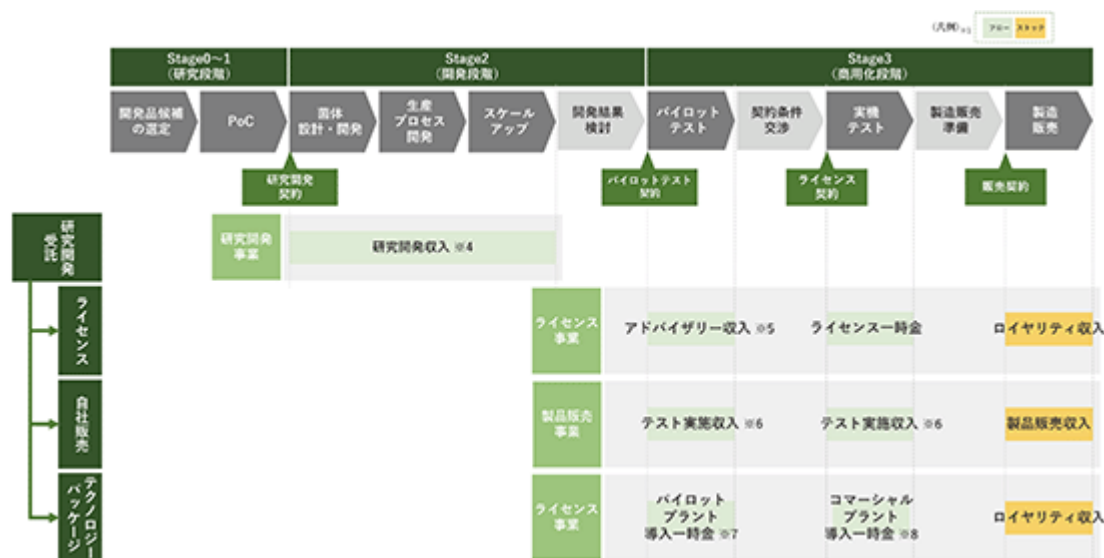 (凡例)※3
フロー ストック
Stage0〜1
(研究段階)
Stage2
(開発段階)
Stage3
(商用化段階)
開発品候補
の選定
PoC
菌体
設計・開発
生産
プロセス
開発
スケール
アップ
開発結果
検討
パイロット
テスト
契約条件
交渉
実機
テスト
製造販売
準備
製造
販売
研究開発
契約
パイロットテスト
契約
ライセンス
契約
販売契約
研究開発
受託
研究開発
事業
研究開発収入 ※4
ライセンス
ライセンス
事業
アドバイザリー収入 ※5
ライセンス一時金
ロイヤリティ収入
自社販売
製品販売
事業
テスト実施収入 ※6
テスト実施収入 ※6
製品販売収入
テクノロジー
パッケージ
ライセンス
事業
パイロット
プラント
導入一時金 ※7
コマーシャル
プラント
導入一時金 ※8
ロイヤリティ収入